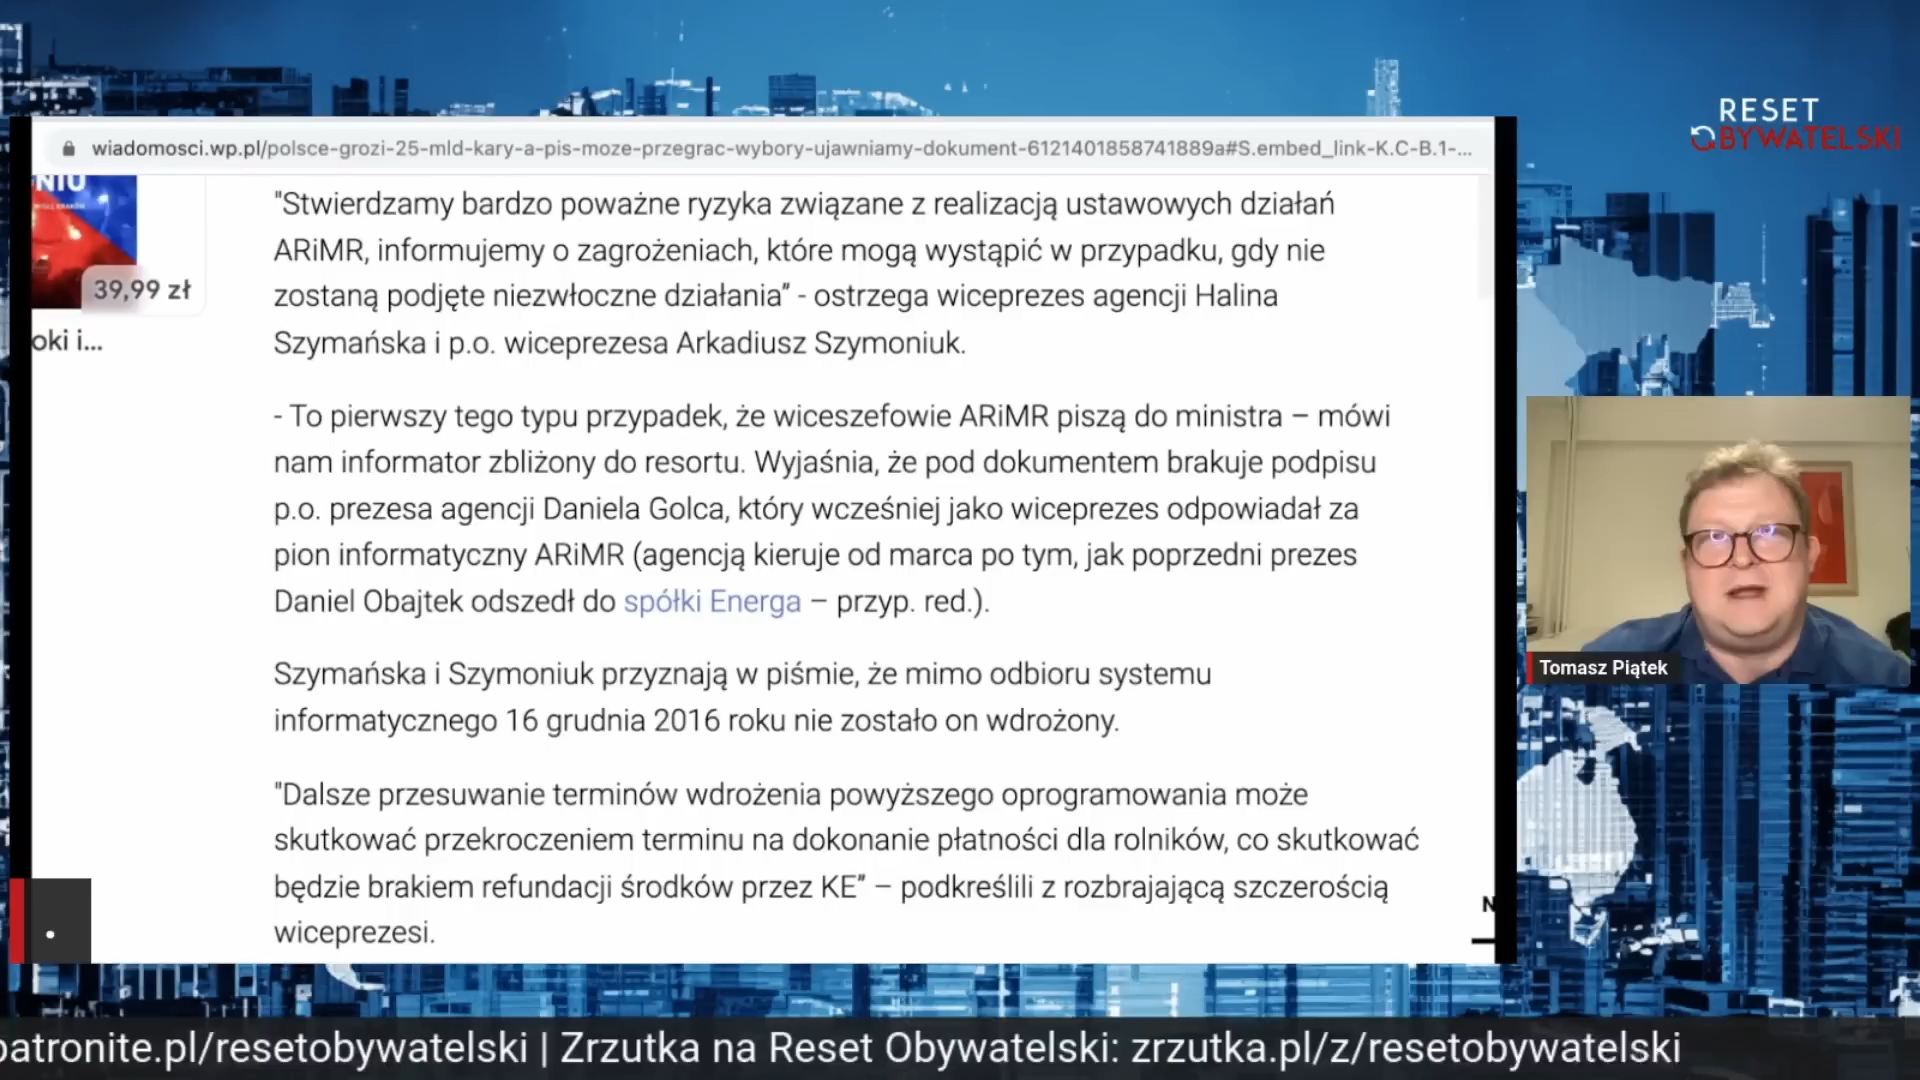 RESET
OBYWATELSKI
wiadomosci.wp.pl/polsce-grozi-25-mld-kary-a-pis-moze-przegrac-wybory-ujawniamy-dokument-6121401858741889a#S.embed_link-K.C-B.1-...
39,99 zł
oki i...
"Stwierdzamy bardzo poważne ryzyka związane z realizacją ustawowych działań
ARiMR, informujemy o zagrożeniach, które mogą wystąpić w przypadku, gdy nie
zostaną podjęte niezwłoczne działania” - ostrzega wiceprezes agencji Halina
Szymańska i p.o. wiceprezesa Arkadiusz Szymoniuk.
- To pierwszy tego typu przypadek, że wiceszefowie ARiMR piszą do ministra – mówi
nam informator zbliżony do resortu. Wyjaśnia, że pod dokumentem brakuje podpisu
p.o. prezesa agencji Daniela Golca, który wcześniej jako wiceprezes odpowiadał za
pion informatyczny ARiMR (agencją kieruje od marca po tym, jak poprzedni prezes
Daniel Obajtek odszedł do spółki Energa – przyp. red.).
Szymańska i Szymoniuk przyznają w piśmie, że mimo odbioru systemu
informatycznego 16 grudnia 2016 roku nie zostało on wdrożony.
"Dalsze przesuwanie terminów wdrożenia powyższego oprogramowania może
skutkować przekroczeniem terminu na dokonanie płatności dla rolników, co skutkować
będzie brakiem refundacji środków przez KE” – podkreślili z rozbrajającą szczerością
wiceprezesi.
Tomasz Piątek
patronite.pl/resetobywatelski | Zrzutka na Reset Obywatelski: zrzutka.pl/z/resetobywatelski